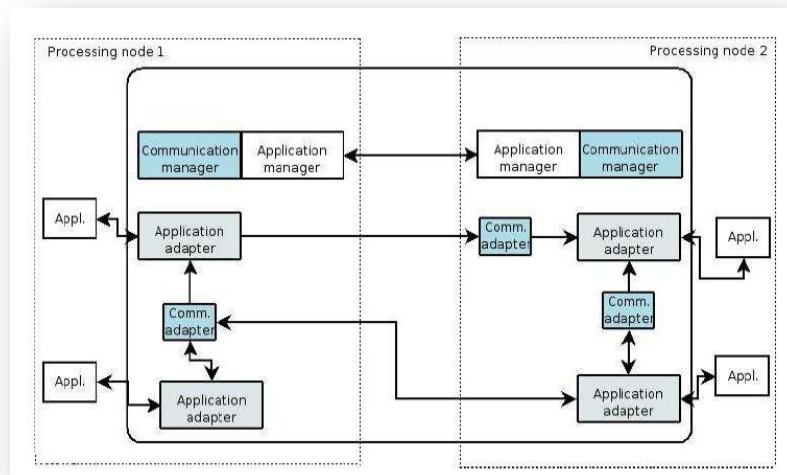 Processing node 1
Processing node 2
Communication
manager
Application
manager
Application
manager
Communication
manager
Appl.
Application
adapter
Comm.
adapter
Application
adapter
Appl.
Comm.
adapter
Comm.
adapter
Appl.
Application
adapter
Application
adapter
Appl.